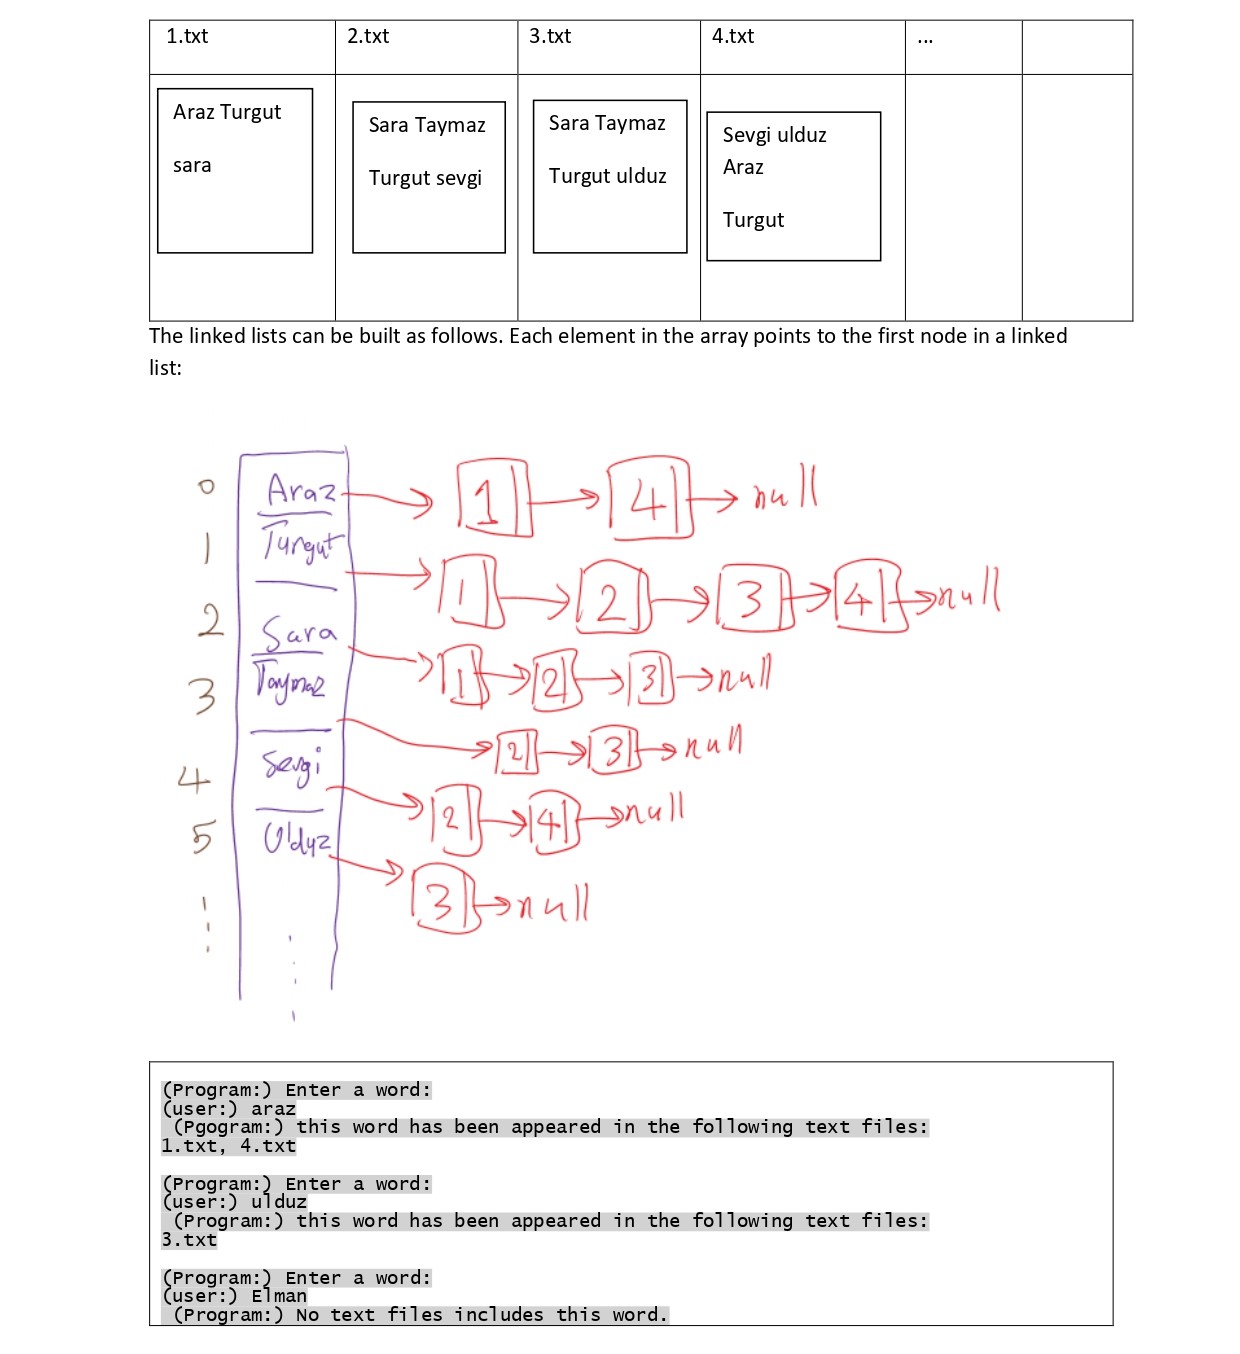 1.txt 2.txt 3.txt 4.txt ...
Araz Turgut
sara
Sara Taymaz
Turgut sevgi
Sara Taymaz
Turgut ulduz
Sevgi ulduz
Araz
Turgut
The linked lists can be built as follows. Each element in the array points to the first node in a linked
list:
0 Araz 1 4 null
1 Turgut 1 2 3 4 null
2 Sara 1 2 3 null
3 Taymaz 2 3 null
4 Sevgi 2 4 null
5 Ulduz 3 null
(Program:) Enter a word:
(user:) araz
(Pgogram:) this word has been appeared in the following text files:
1.txt, 4.txt
(Program:) Enter a word:
(user:) ulduz
(Program:) this word has been appeared in the following text files:
3.txt
(Program:) Enter a word:
(user:) Elman
(Program:) No text files includes this word.